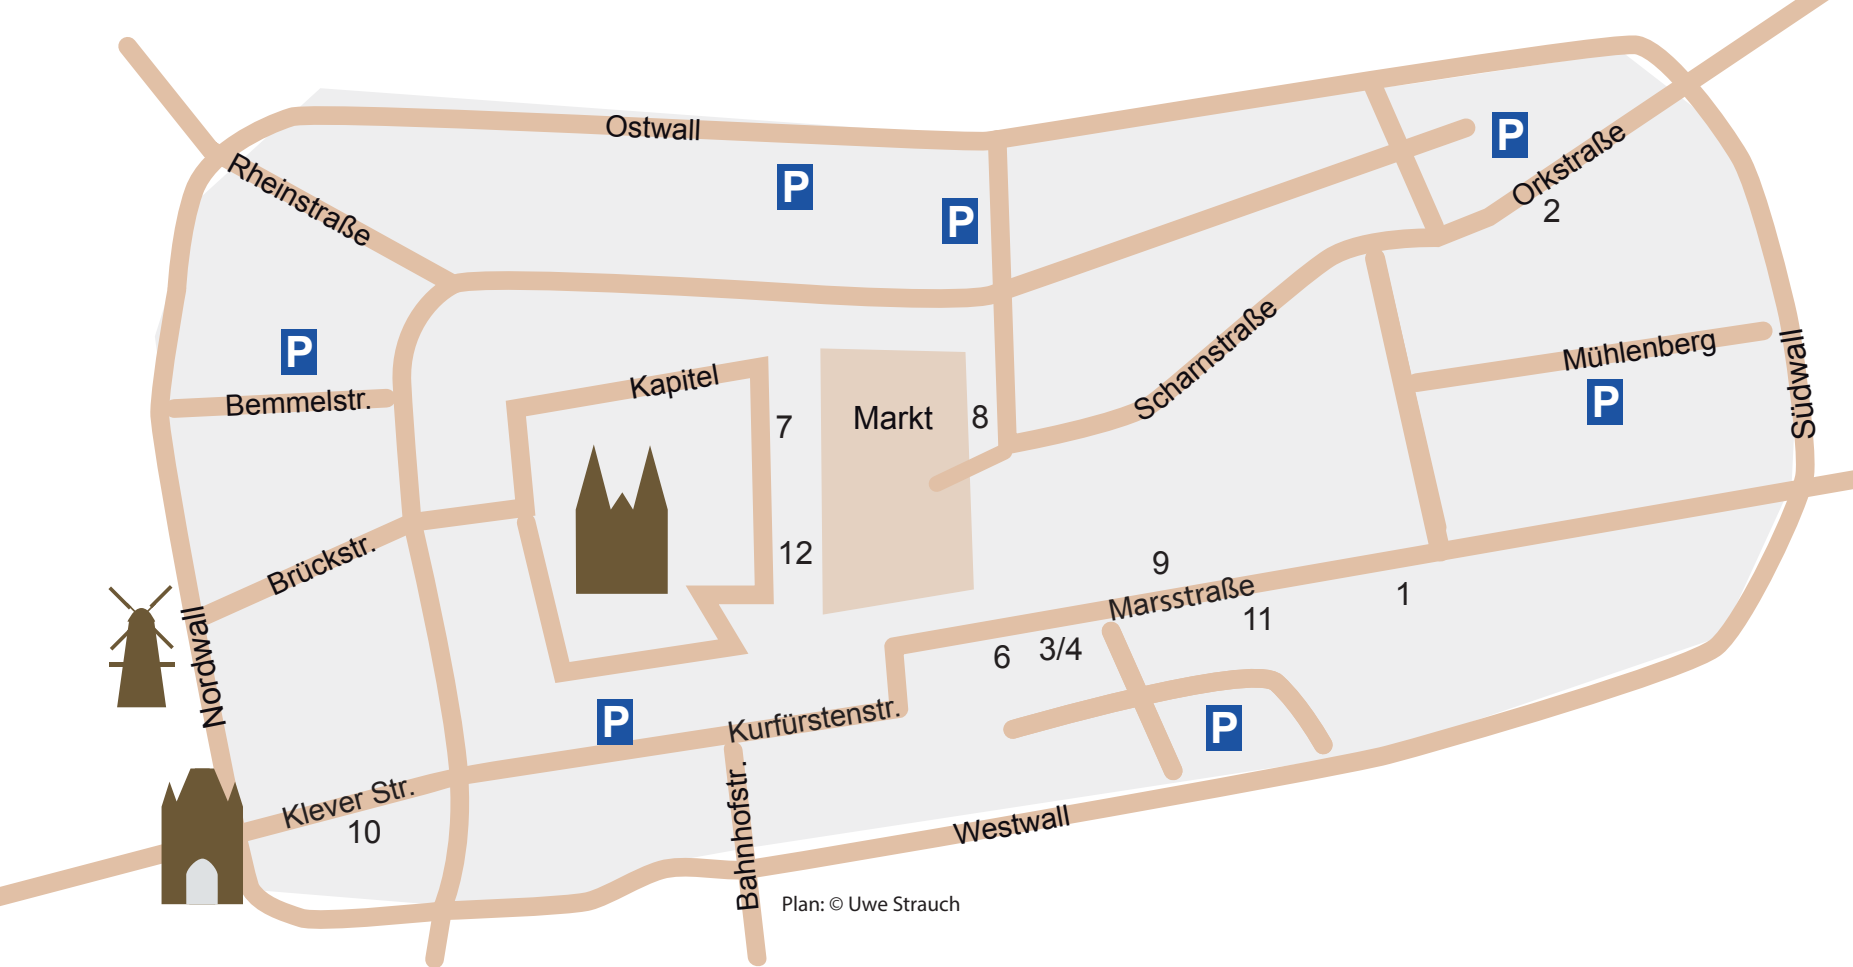 Ostwall
P
Orkstraße
2
Rheinstraße
P
P
Scharnstraße
Mühlenberg
P
Südwall
P
Bemmelstr.
Kapitel
7
Markt
8
12
Brückstr.
9
Marsstraße
1
11
3/4
6
Nordwall
P
Kurfürstenstr.
P
Klever Str.
10
Bahnhofstr.
Westwall
Plan: © Uwe Strauch